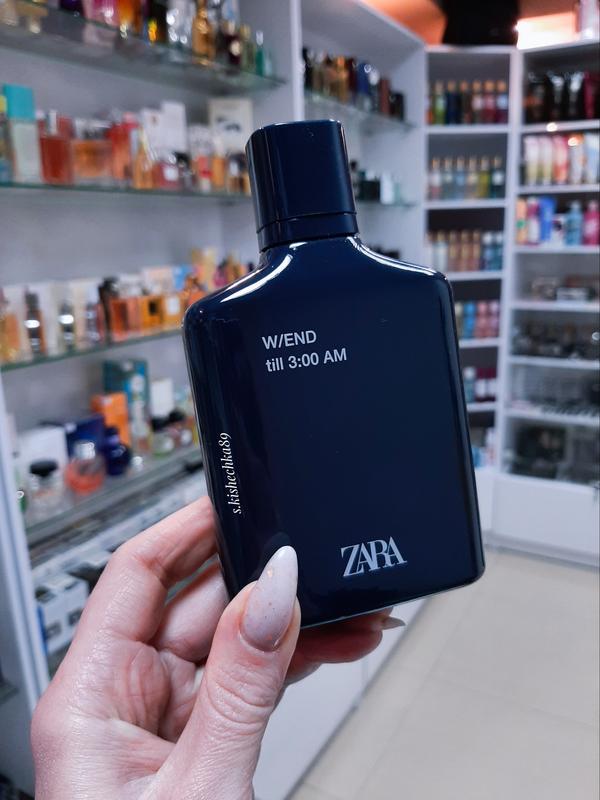 W/END
till 3:00 AM
s.kishechka89
ZARA